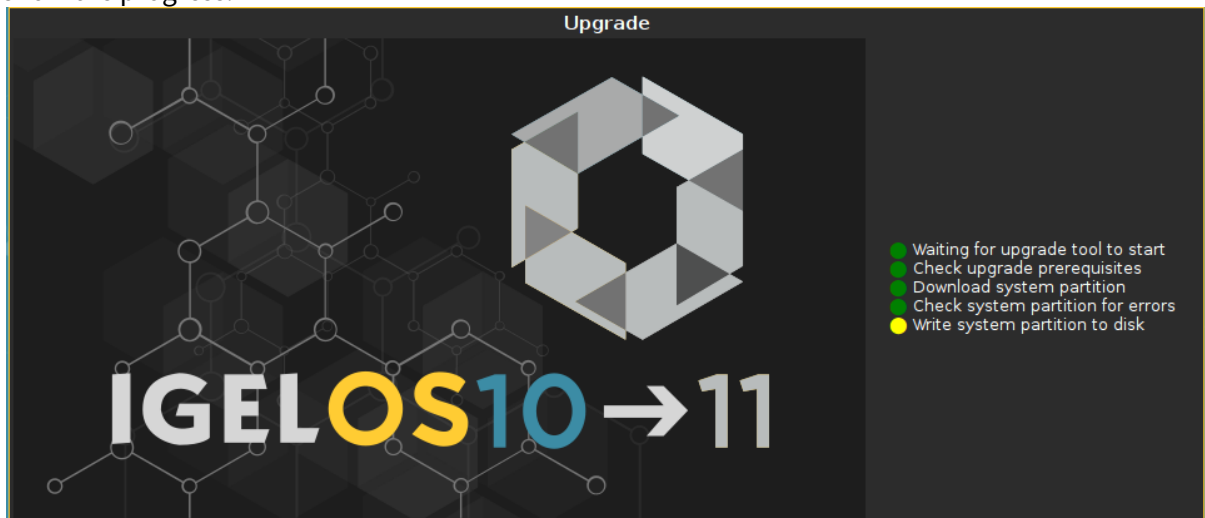 Upgrade
Waiting for upgrade tool to start
Check upgrade prerequisites
Download system partition
Check system partition for errors
Write system partition to disk
IGELOS10→11